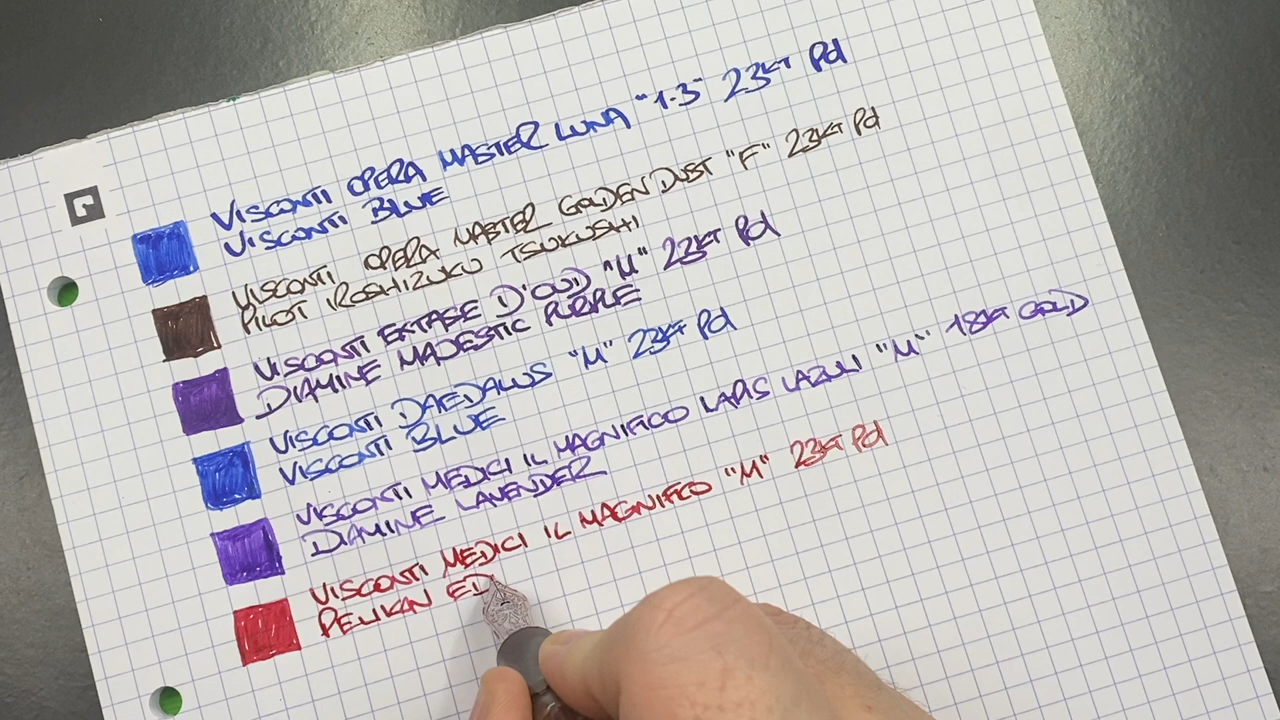 VISCONTI OPERA MASTER LUNA "1.3" 23KT Pd
VISCONTI BLUE
VISCONTI OPERA MASTER GOLDEN DUST "F" 23KT Pd
PILOT IROSHIZUKU TSUKUSHI
VISCONTI EXTASE D'OUD "M" 23KT Pd
DIAMINE MAJESTIC PURPLE
VISCONTI DAEDALUS "M" 23KT Pd
VISCONTI BLUE
VISCONTI MEDICI IL MAGNIFICO LAPIS LAZULI "M" 18KT GOLD
DIAMINE LAVENDER
VISCONTI MEDICI IL MAGNIFICO "M" 23KT Pd
PELIKAN ED